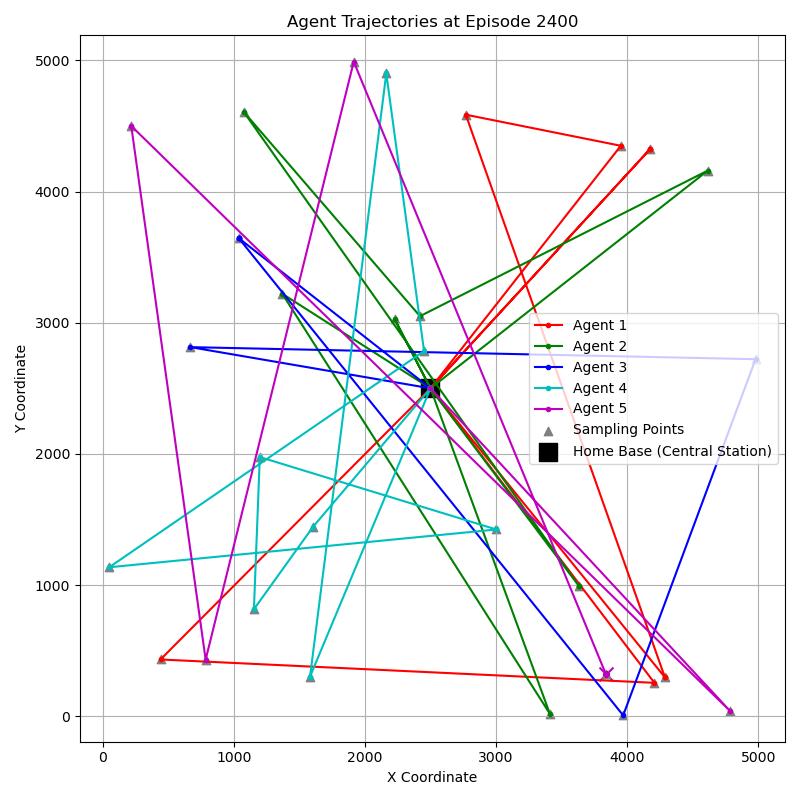 Agent Trajectories at Episode 2400
Y Coordinate
5000
4000
3000
2000
1000
0
Agent 1
Agent 2
Agent 3
Agent 4
Agent 5
Sampling Points
Home Base (Central Station)
0 1000 2000 3000 4000 5000
X Coordinate